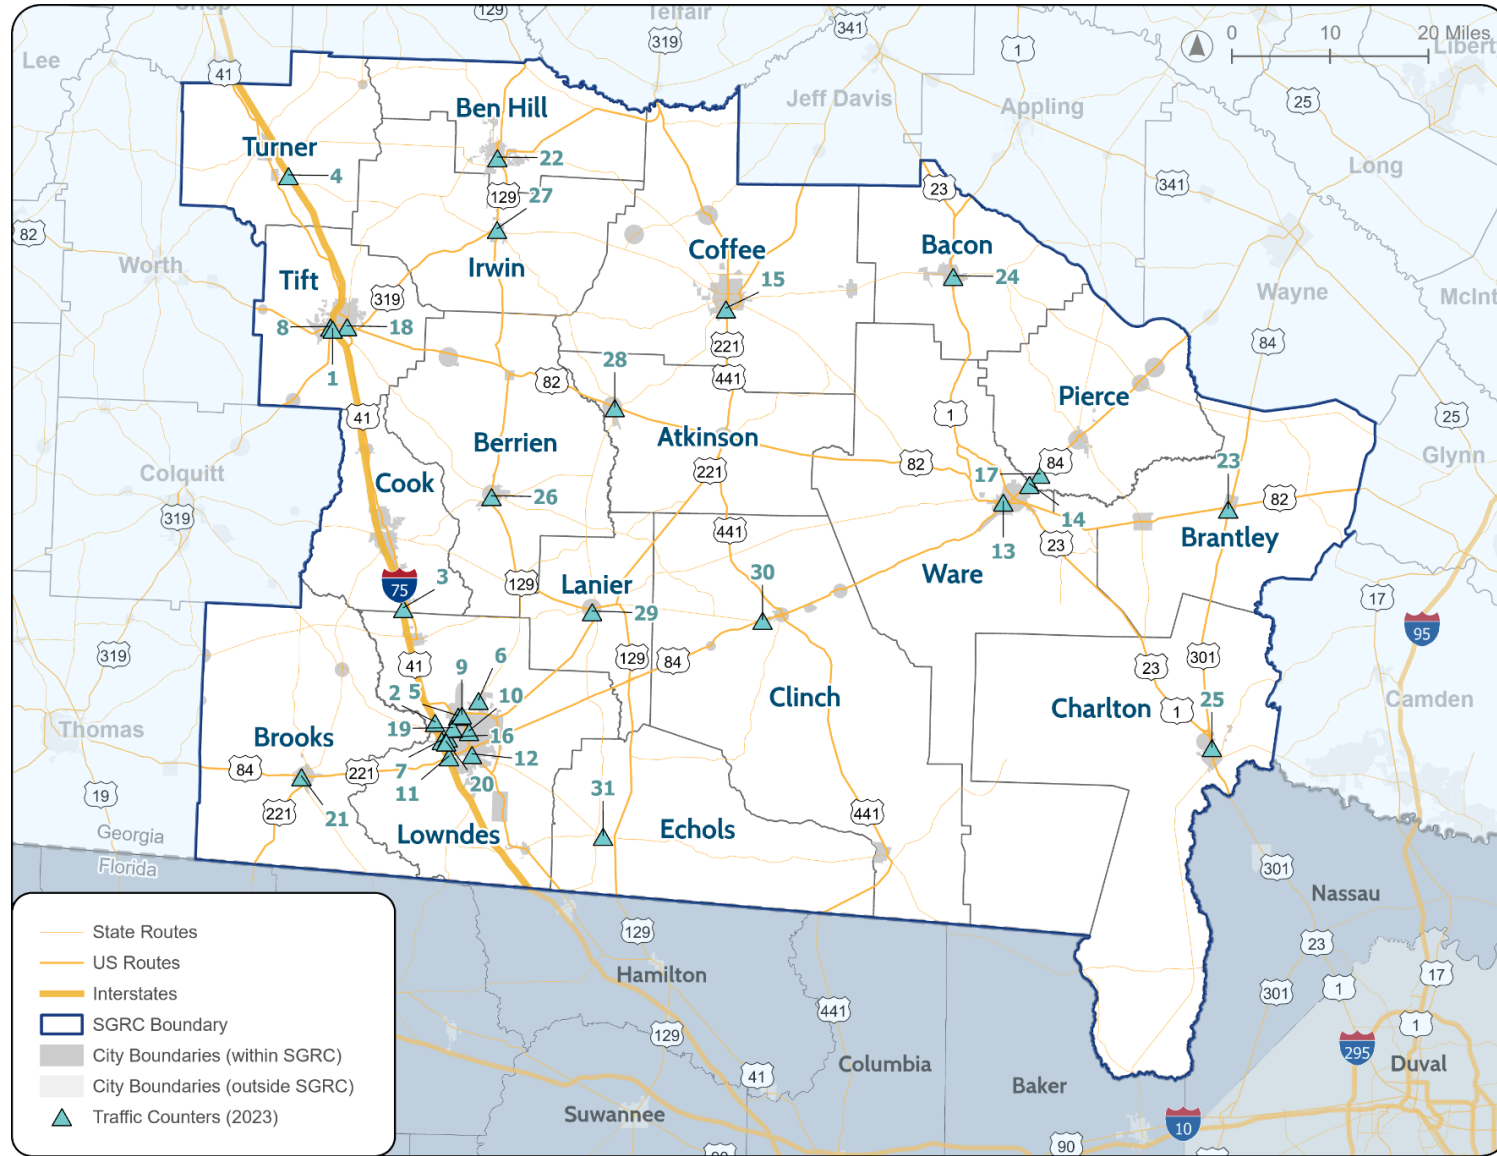 Crisp
129
Telfair
319
341
1
0 10 20 Miles
Libert
Lee
41
Ben Hill
Jeff Davis
Appling
25
Turner
4
22
129
27
Long
341
23
82
Worth
Tift
Irwin
Coffee
15
Bacon
24
Wayne
McInt
319
8
18
1
221
84
28
441
82
41
Pierce
1
25
Berrien
Atkinson
Colquitt
Cook
221
82
17
84
23
Glynn
26
82
319
441
14
13
23
Brantley
Ware
30
3
75
129
Lanier
29
17
95
319
41
9
6
129
84
23
301
2
5
10
Clinch
Charlton
1
25
Camden
Thomas
Brooks
19
16
84
221
7
12
11
20
31
19
221
21
441
Georgia
Lowndes
Echols
Florida
301
Nassau
State Routes
US Routes
Interstates
SGRC Boundary
City Boundaries (within SGRC)
City Boundaries (outside SGRC)
Traffic Counters (2023)
129
23
Hamilton
17
301
1
441
1
129
295
Columbia
Duval
41
Baker
Suwannee
10
90
90